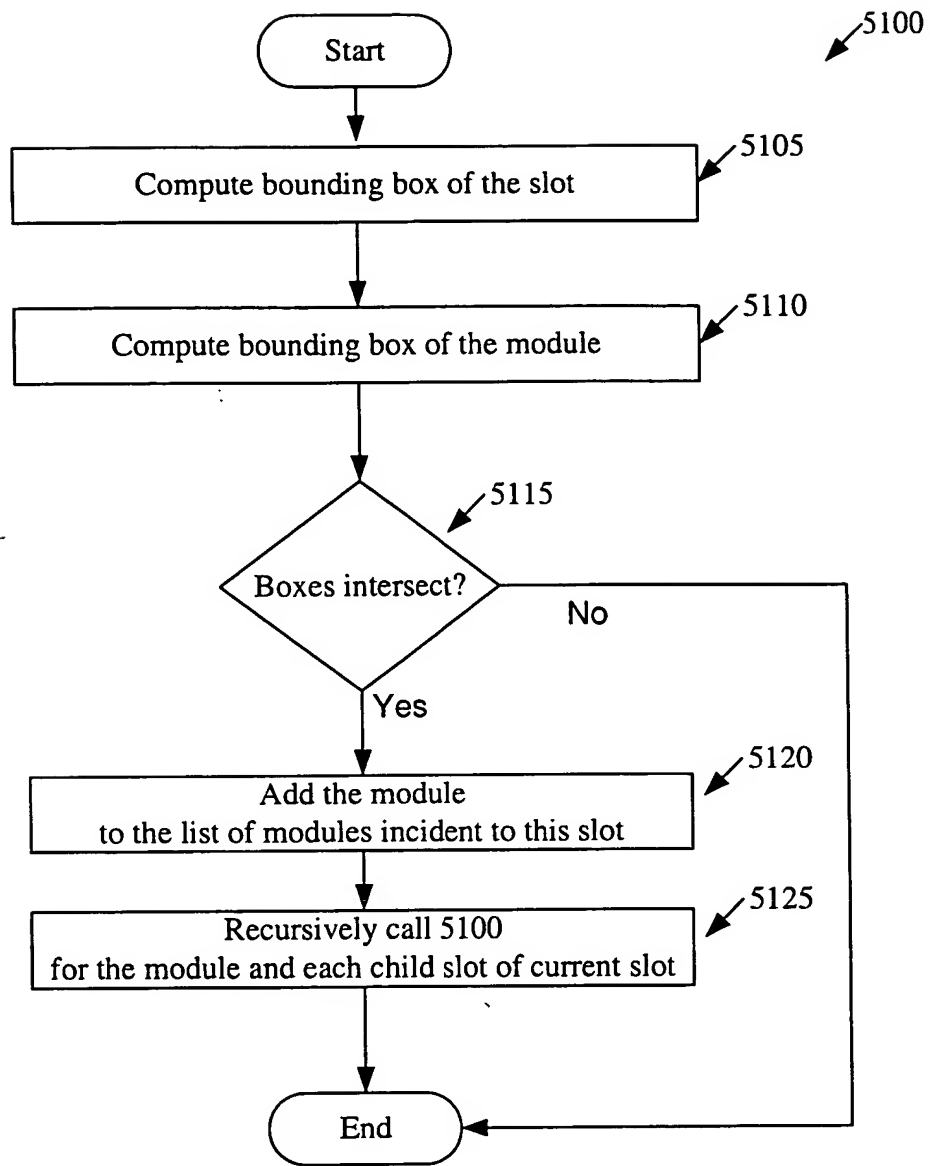 5100
Start
5105
Compute bounding box of the slot
5110
Compute bounding box of the module
5115
Boxes intersect?
No
Yes
5120
Add the module
to the list of modules incident to this slot
5125
Recursively call 5100
for the module and each child slot of current slot
End